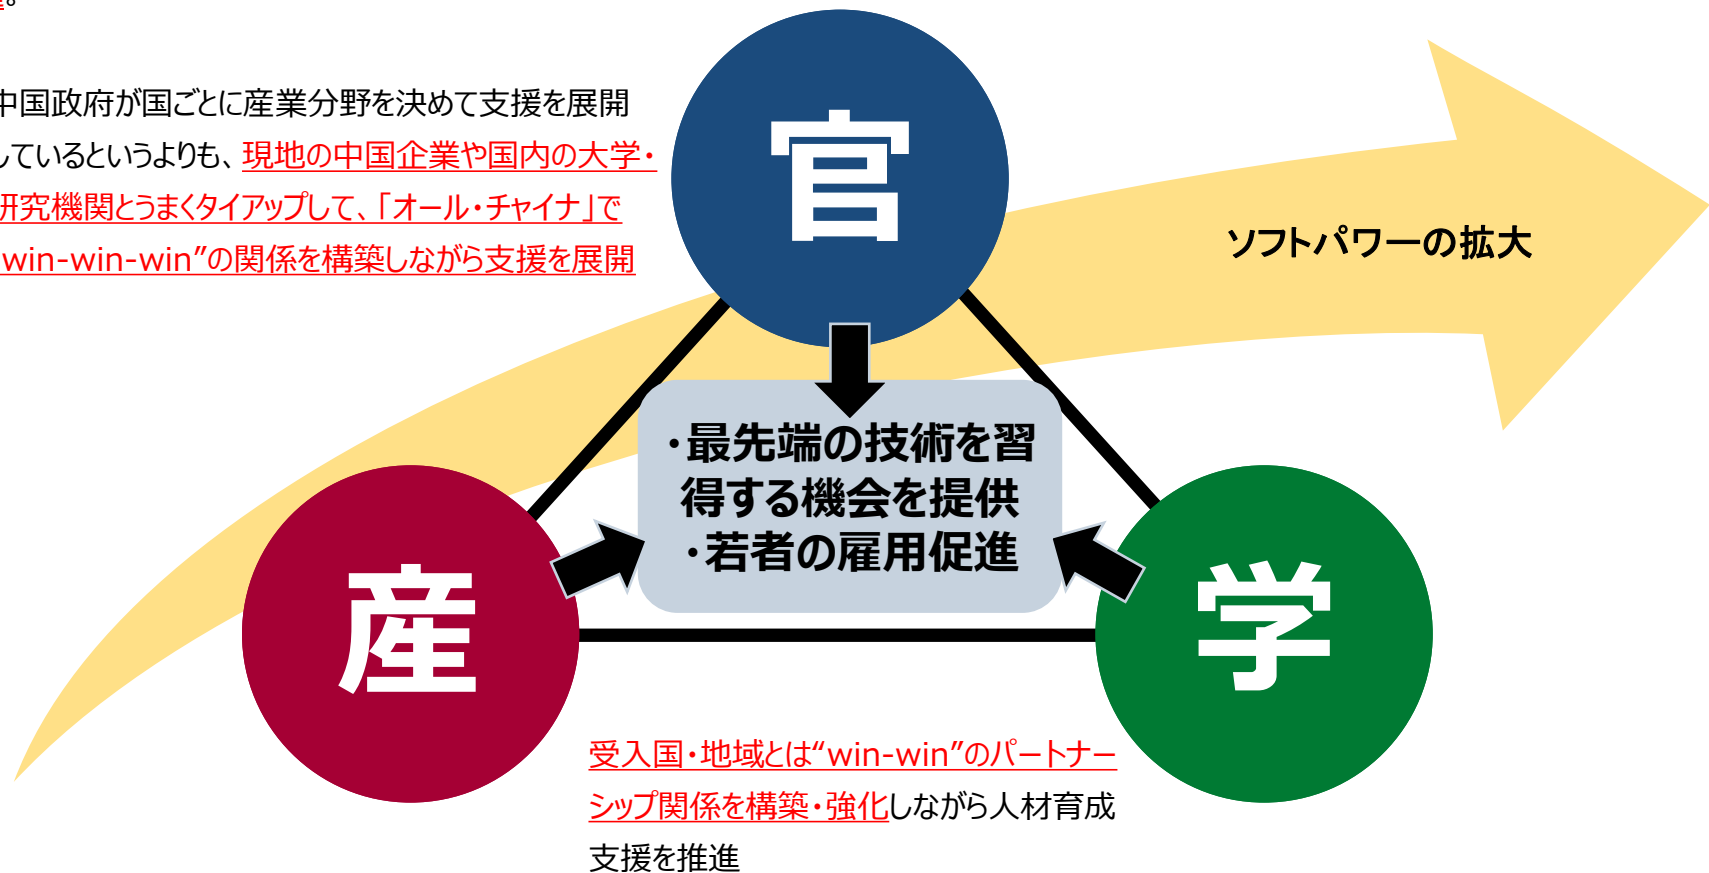 。
中国政府が国ごとに産業分野を決めて支援を展開
しているというよりも、現地の中国企業や国内の大学・
研究機関とうまくタイアップして、「オール・チャイナ」で
win-win-win”の関係を構築しながら支援を展開
官
ソフトパワーの拡大
・最先端の技術を習
得する機会を提供
・若者の雇用促進
産
学
受入国・地域とは“win-win”のパートナー
シップ関係を構築・強化しながら人材育成
支援を推進